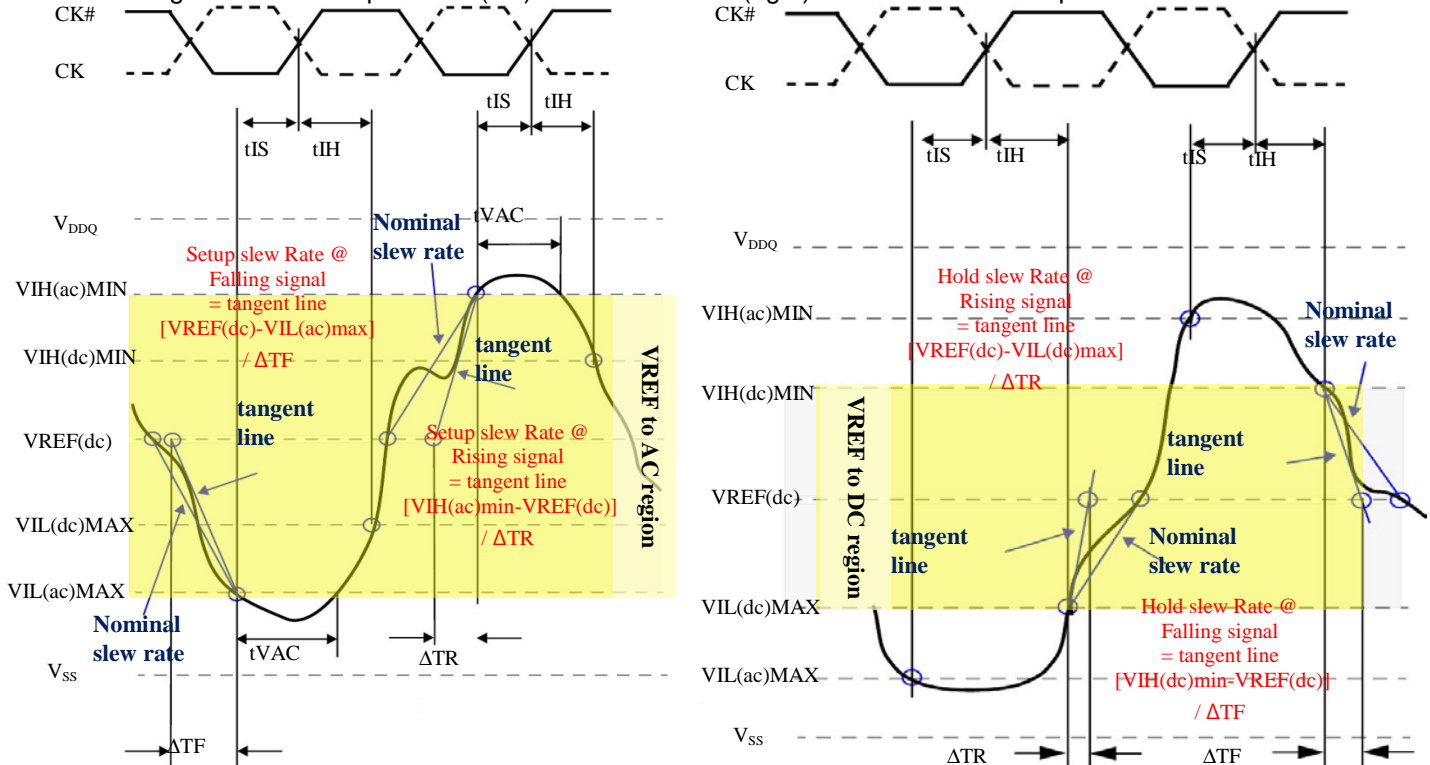 CK#
CK
tIS
tIH
tIS
tIH
VDDQ
Nominal
slew rate
tVAC
Setup slew Rate @
Falling signal
= tangent line
[VREF(dc)-VIL(ac)max]
/ ΔTF
VIH(ac)MIN
VIH(dc)MIN
tangent
line
VREF to AC region
tangent
line
VREF(dc)
Setup slew Rate @
Rising signal
= tangent line
[VIH(ac)min-VREF(dc)]
/ ΔTR
VIL(dc)MAX
VIL(ac)MAX
Nominal
slew rate
tVAC
ΔTR
VSS
ΔTF
CK#
CK
tIS
tIH
tIS
tIH
VDDQ
Hold slew Rate @
Rising signal
= tangent line
[VREF(dc)-VIL(dc)max]
/ ΔTR
VIH(ac)MIN
Nominal
slew rate
VIH(dc)MIN
VREF to DC region
tangent
line
VREF(dc)
tangent
line
Nominal
slew rate
VIL(dc)MAX
Hold slew Rate @
Falling signal
= tangent line
[VIH(dc)min-VREF(dc)]
/ ΔTF
VIL(ac)MAX
VSS
ΔTR
ΔTF